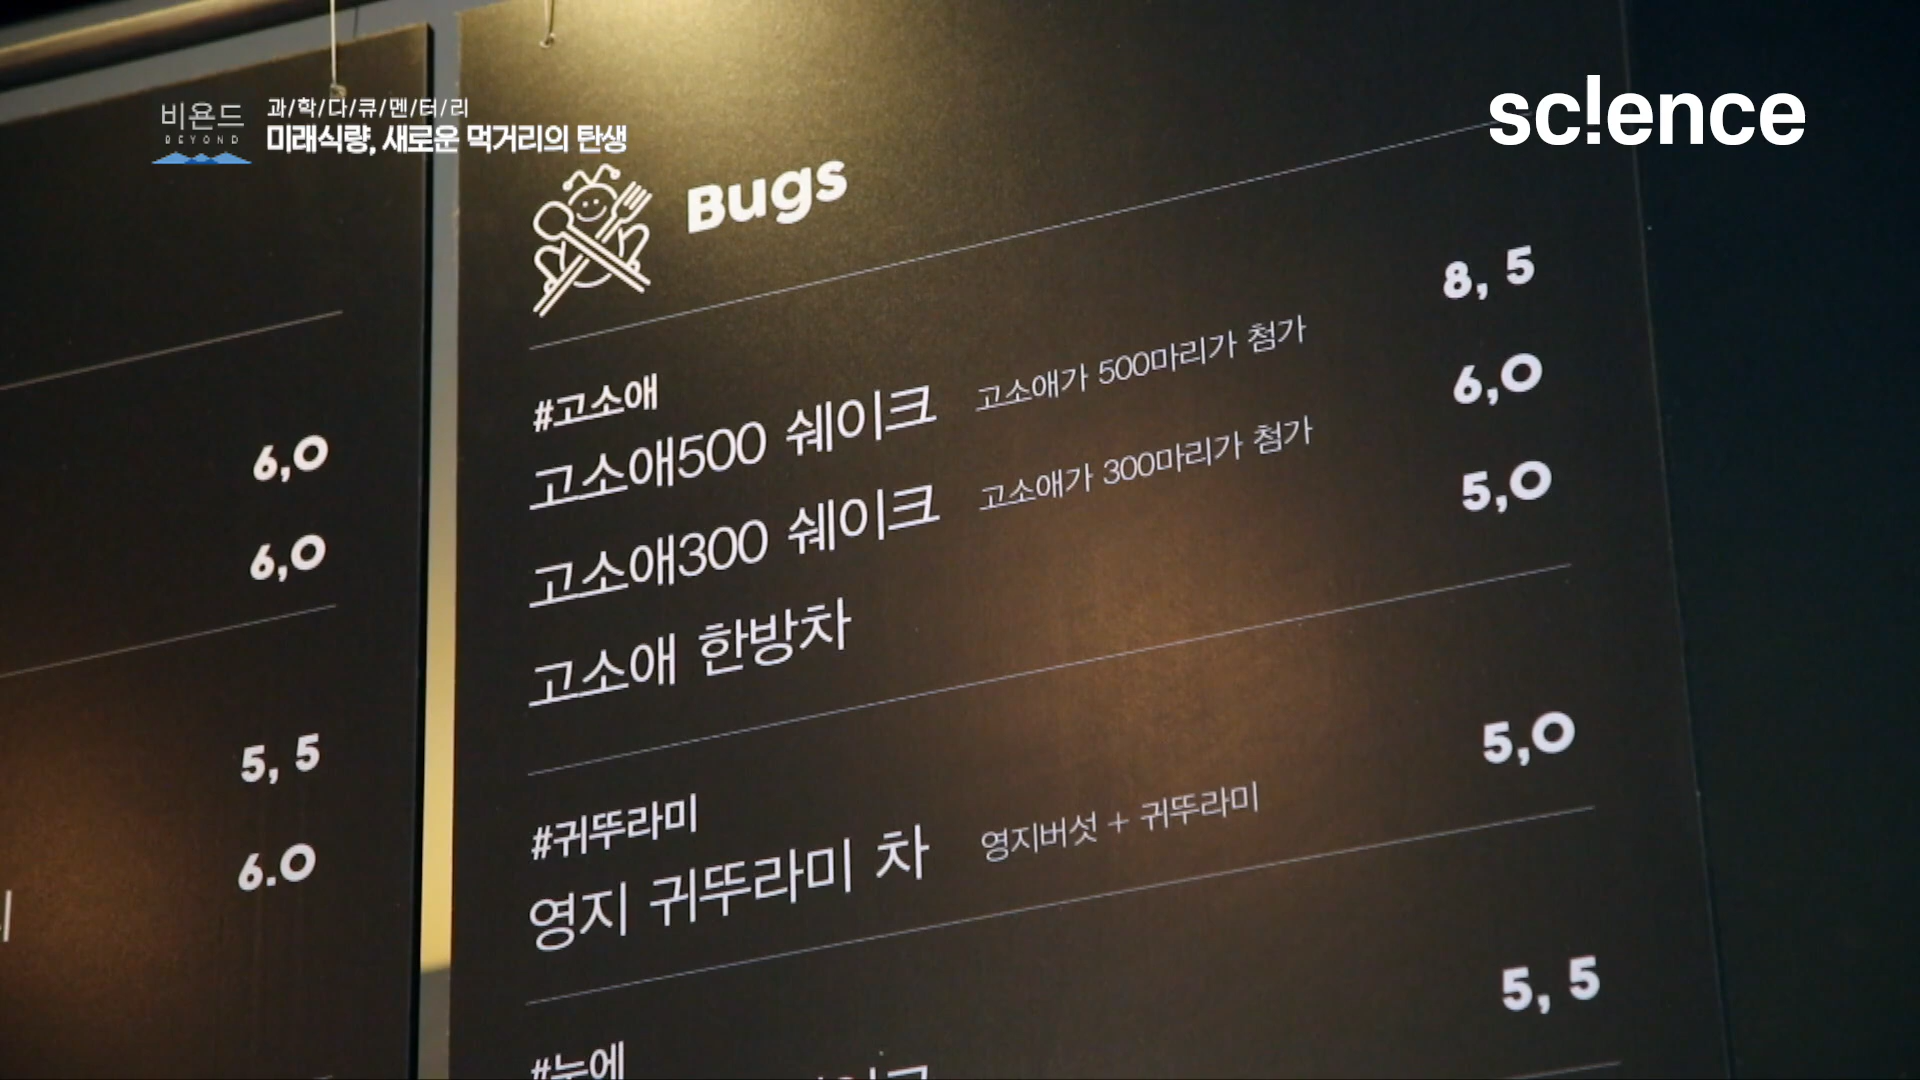 비욘드
BEYOND
과/학/다/큐/멘/터/리
미래식량, 새로운 먹거리의 탄생
sc!ence
6,0
6,0
5, 5
6.0
Bugs
#고소애
고소애500 쉐이크 고소애가 500마리가 첨가 8, 5
고소애300 쉐이크 고소애가 300마리가 첨가 6,0
고소애 한방차 5,0
#귀뚜라미
영지 귀뚜라미 차 영지버섯 + 귀뚜라미 5,0
#눈에
5, 5